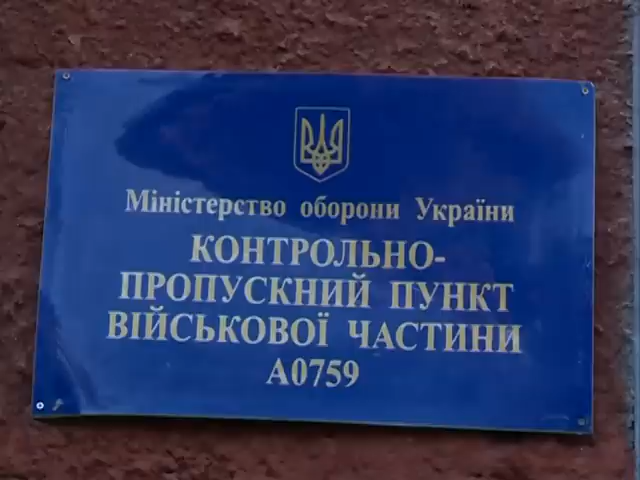 Міністерство оборони України
КОНТРОЛЬНО-
ПРОПУСКНИЙ ПУНКТ
ВІЙСЬКОВОЇ ЧАСТИНИ
А0759